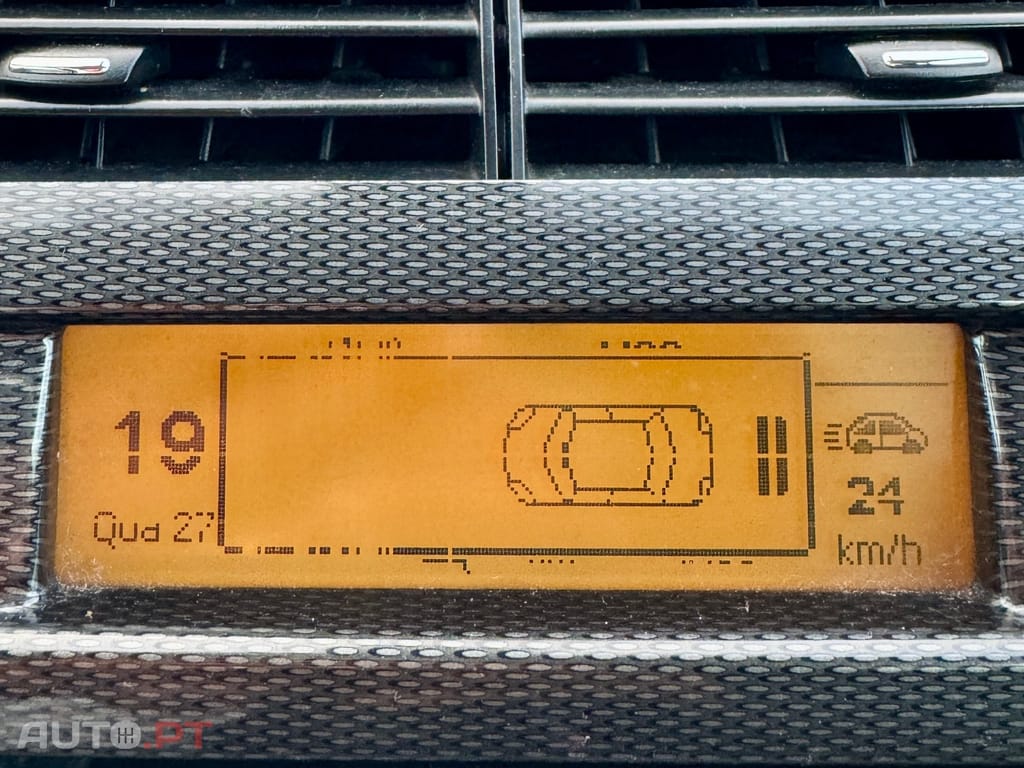 19
Qua 27
24
km/h
AUTO.PT